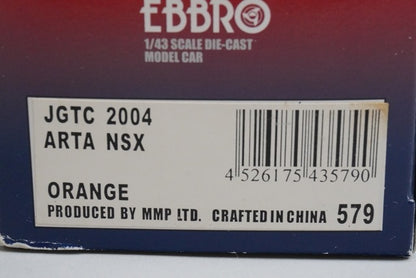 EBBRO
1/43 SCALE DIE-CAST
MODEL CAR
JGTC 2004
ARTA NSX
4 526175 435790
ORANGE
PRODUCED BY MMP LTD. CRAFTED IN CHINA 579